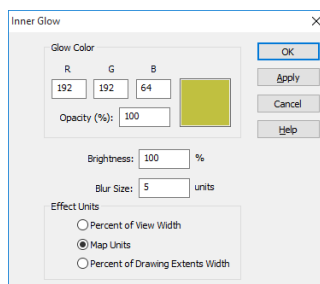 Inner Glow
Glow Color
R G B
192 192 64
Opacity (%): 100
Brightness: 100 %
Blur Size: 5 units
Effect Units
Percent of View Width
Map Units
Percent of Drawing Extents Width
OK
Apply
Cancel
Help